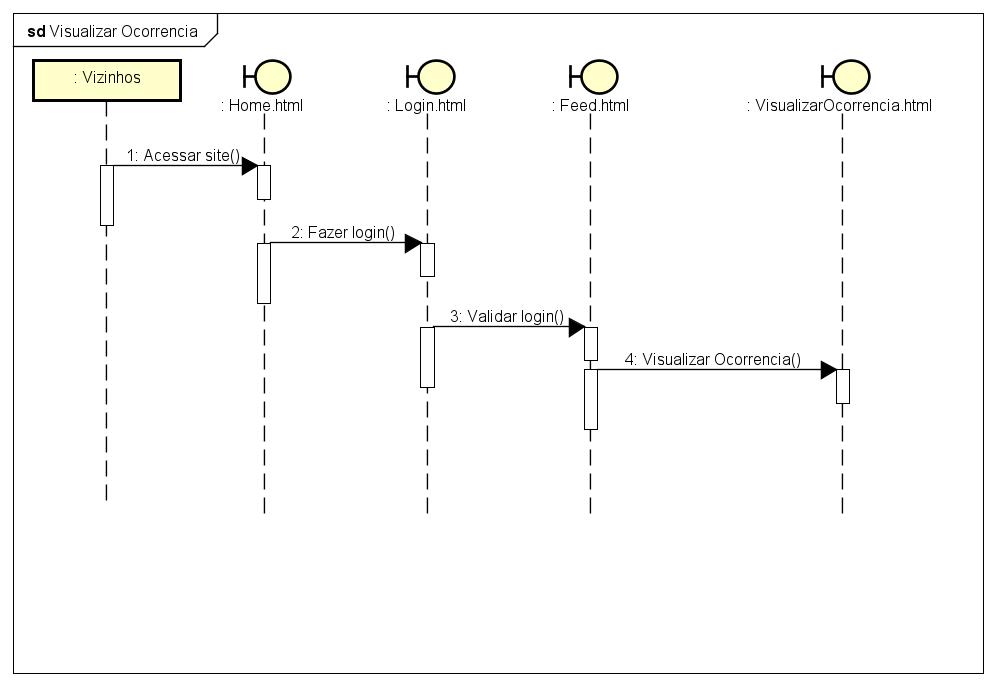 sd Visualizar Ocorrencia
: Vizinhos
: Home.html
: Login.html
: Feed.html
: VisualizarOcorrencia.html
1: Acessar site()
2: Fazer login()
3: Validar login()
4: Visualizar Ocorrencia()